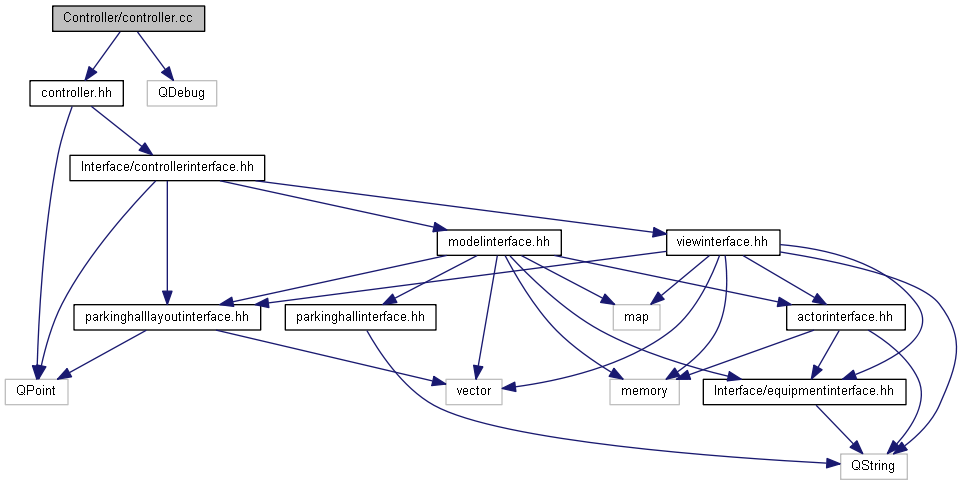 Controller/controller.cc
controller.hh
QDebug
Interface/controllerinterface.hh
modelinterface.hh
viewinterface.hh
parkinghalllayoutinterface.hh
parkinghallinterface.hh
map
actorinterface.hh
QPoint
vector
memory
Interface/equipmentinterface.hh
QString